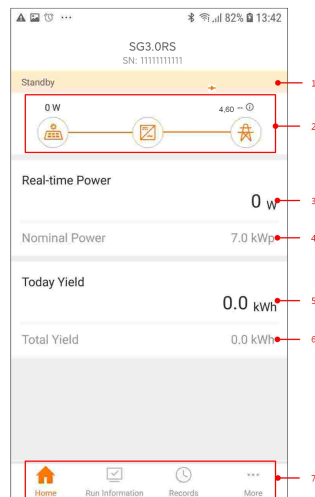 82% 13:42
SG3.0RS
SN: 11111111111
Standby 1
0 W 4,60 --
2
Real-time Power
0 W 3
Nominal Power 7.0 kWp 4
Today Yield
0.0 kWh 5
Total Yield 0.0 kWh 6
Home Run Information Records More 7